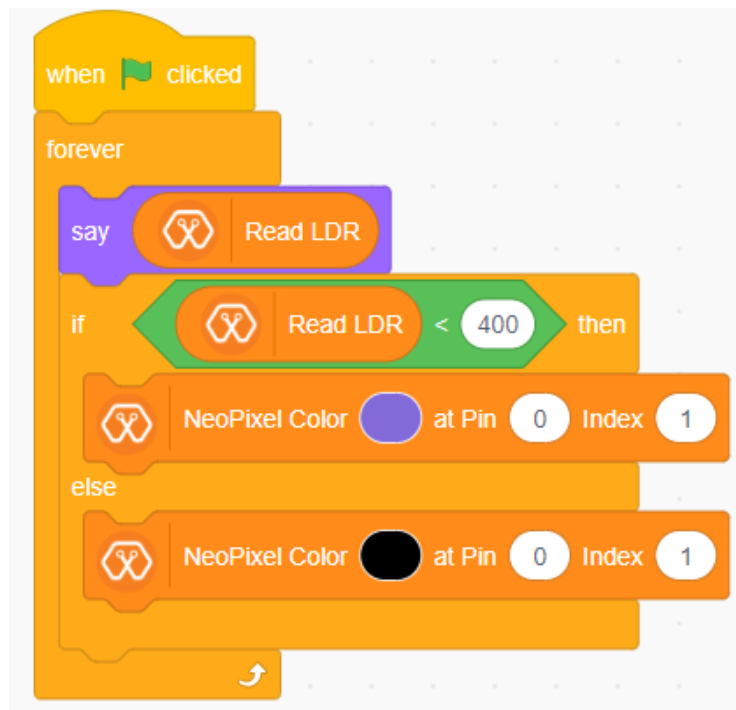 when clicked
forever
say Read LDR
if Read LDR < 400 then
NeoPixel Color at Pin 0 Index 1
else
NeoPixel Color at Pin 0 Index 1